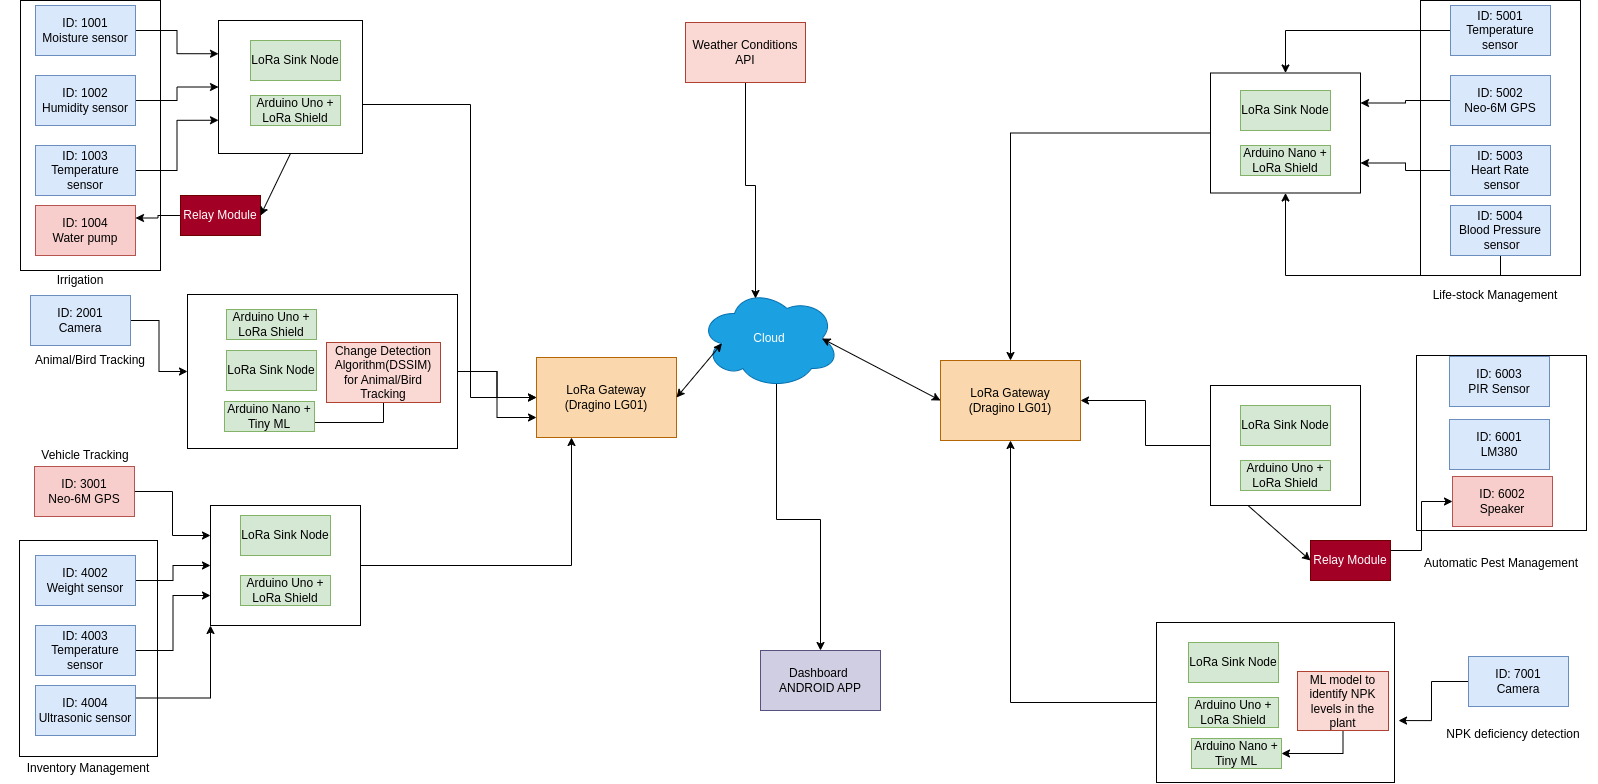 ID: 1001
Moisture sensor
ID: 1002
Humidity sensor
ID: 1003
Temperature
sensor
ID: 1004
Water pump
Irrigation
LoRa Sink Node
Arduino Uno +
LoRa Shield
Relay Module
ID: 2001
Camera
Animal/Bird Tracking
Arduino Uno +
LoRa Shield
LoRa Sink Node
Arduino Nano +
Tiny ML
Change Detection
Algorithm(DSSIM)
for Animal/Bird
Tracking
Vehicle Tracking
ID: 3001
Neo-6M GPS
ID: 4002
Weight sensor
ID: 4003
Temperature
sensor
ID: 4004
Ultrasonic sensor
Inventory Management
LoRa Sink Node
Arduino Uno +
LoRa Shield
LoRa Gateway
(Dragino LG01)
Weather Conditions
API
Cloud
Dashboard
ANDROID APP
LoRa Gateway
(Dragino LG01)
LoRa Sink Node
Arduino Nano +
LoRa Shield
ID: 5001
Temperature
sensor
ID: 5002
Neo-6M GPS
ID: 5003
Heart Rate
sensor
ID: 5004
Blood Pressure
sensor
Life-stock Management
LoRa Sink Node
Arduino Uno +
LoRa Shield
Relay Module
ID: 6003
PIR Sensor
ID: 6001
LM380
ID: 6002
Speaker
Automatic Pest Management
LoRa Sink Node
Arduino Uno +
LoRa Shield
Arduino Nano +
Tiny ML
ML model to
identify NPK
levels in the
plant
ID: 7001
Camera
NPK deficiency detection